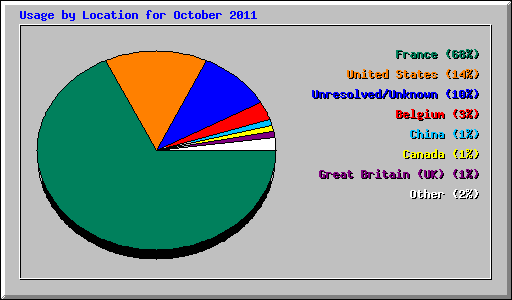 Usage by Location for October 2011
France (68%)
United States (14%)
Unresolved/Unknown (10%)
Belgium (3%)
China (1%)
Canada (1%)
Great Britain (UK) (1%)
Other (2%)